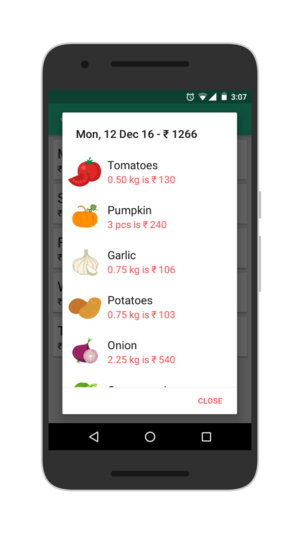 3:07
Mon, 12 Dec 16 - ₹ 1266
Tomatoes
0.50 kg is ₹ 130
Pumpkin
3 pcs is ₹ 240
Garlic
0.75 kg is ₹ 106
Potatoes
0.75 kg is ₹ 103
Onion
2.25 kg is ₹ 540
CLOSE